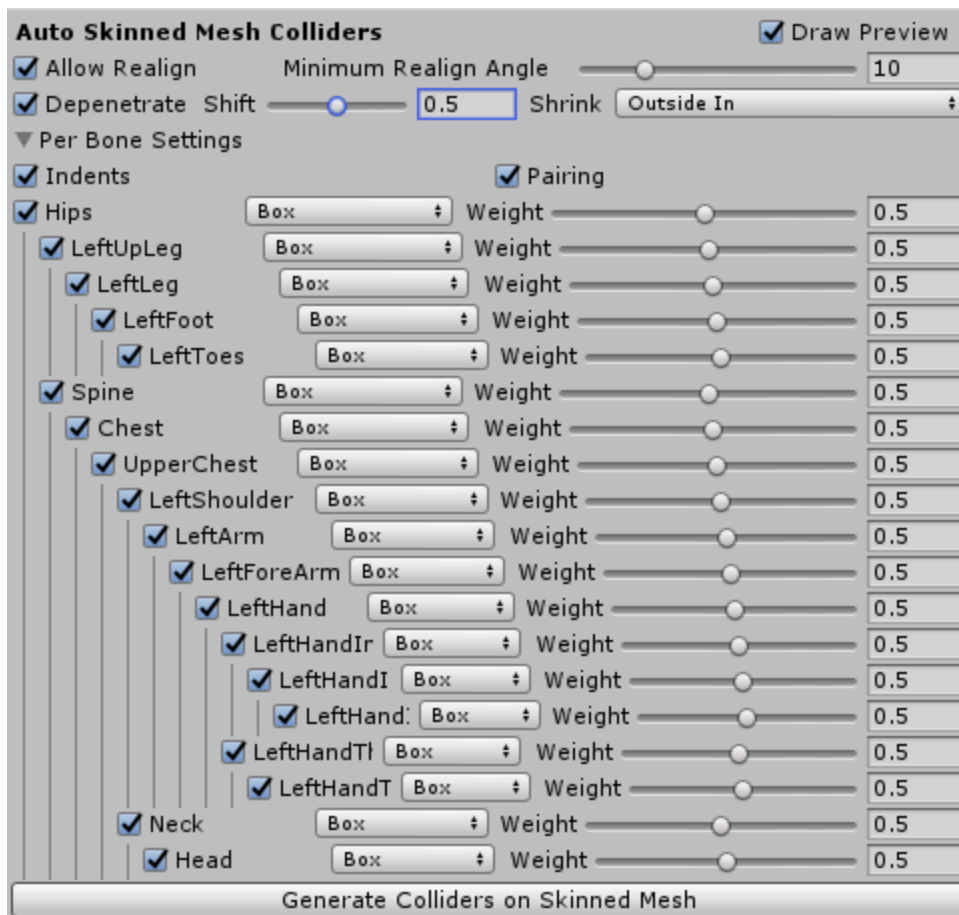 Auto Skinned Mesh Colliders Draw Preview
Allow Realign Minimum Realign Angle 10
Depenetrate Shift 0.5 Shrink Outside In
Per Bone Settings
Indents Pairing
Hips Box Weight 0.5
LeftUpLeg Box Weight 0.5
LeftLeg Box Weight 0.5
LeftFoot Box Weight 0.5
LeftToes Box Weight 0.5
Spine Box Weight 0.5
Chest Box Weight 0.5
UpperChest Box Weight 0.5
LeftShoulder Box Weight 0.5
LeftArm Box Weight 0.5
LeftForeArm Box Weight 0.5
LeftHand Box Weight 0.5
LeftHandIr Box Weight 0.5
LeftHandI Box Weight 0.5
LeftHand Box Weight 0.5
LeftHandTh Box Weight 0.5
LeftHandT Box Weight 0.5
Neck Box Weight 0.5
Head Box Weight 0.5
Generate Colliders on Skinned Mesh